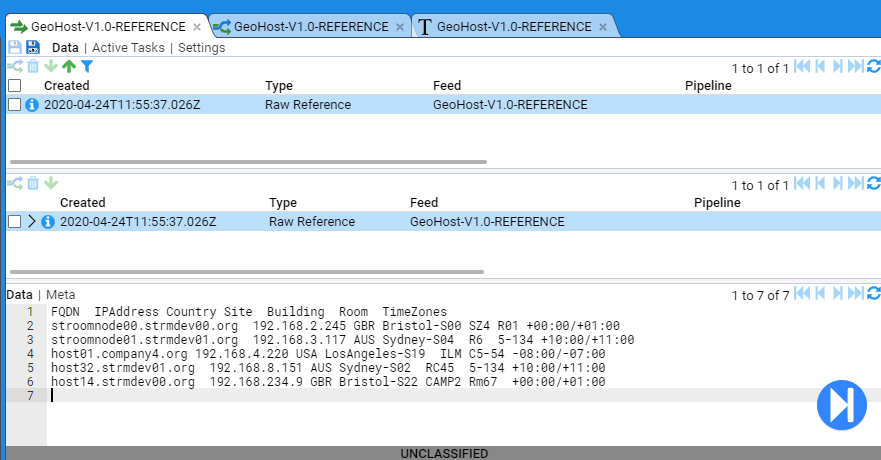 GeoHost-V1.0-REFERENCE × GeoHost-V1.0-REFERENCE × T GeoHost-V1.0-REFERENCE ×
Data | Active Tasks | Settings
1 to 1 of 1
Created Type Feed Pipeline
2020-04-24T11:55:37.026Z Raw Reference GeoHost-V1.0-REFERENCE
1 to 1 of 1
Created Type Feed Pipeline
2020-04-24T11:55:37.026Z Raw Reference GeoHost-V1.0-REFERENCE
Data | Meta 1 to 7 of 7
1 FQDN IPAddress Country Site Building Room TimeZones
2 stroomnode00.strmdev00.org 192.168.2.245 GBR Bristol-S00 SZ4 R01 +00:00/+01:00
3 stroomnode01.strmdev01.org 192.168.3.117 AUS Sydney-S04 R6 5-134 +10:00/+11:00
4 host01.company4.org 192.168.4.220 USA LosAngeles-S19 ILM C5-54 -08:00/-07:00
5 host32.strmdev01.org 192.168.8.151 AUS Sydney-S02 RC45 5-134 +10:00/+11:00
6 host14.strmdev00.org 192.168.234.9 GBR Bristol-S22 CAMP2 Rm67 +00:00/+01:00
7
UNCLASSIFIED